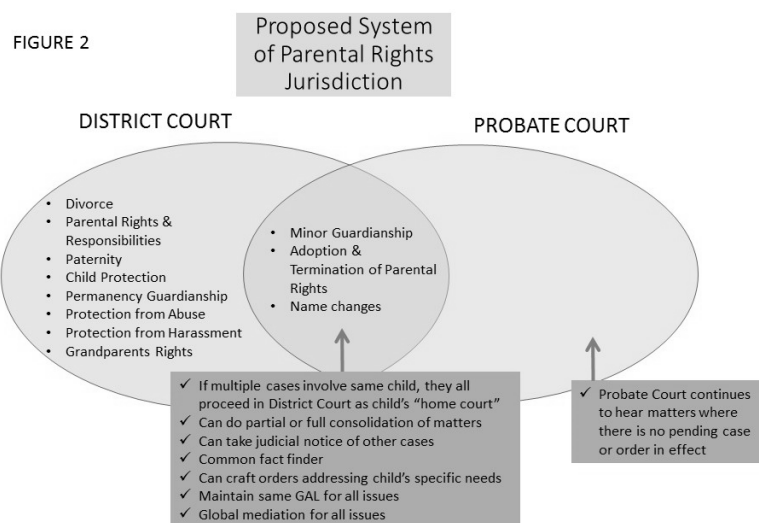 FIGURE 2
Proposed System
of Parental Rights
Jurisdiction
DISTRICT COURT
PROBATE COURT
• Divorce
• Parental Rights &
Responsibilities
• Paternity
• Child Protection
• Permanency Guardianship
• Protection from Abuse
• Protection from Harassment
• Grandparents Rights
• Minor Guardianship
• Adoption &
Termination of Parental
Rights
• Name changes
✓ If multiple cases involve same child, they all
proceed in District Court as child's "home court"
✓ Can do partial or full consolidation of matters
✓ Can take judicial notice of other cases
✓ Common fact finder
✓ Can craft orders addressing child's specific needs
✓ Maintain same GAL for all issues
✓ Global mediation for all issues
✓ Probate Court continues
to hear matters where
there is no pending case
or order in effect